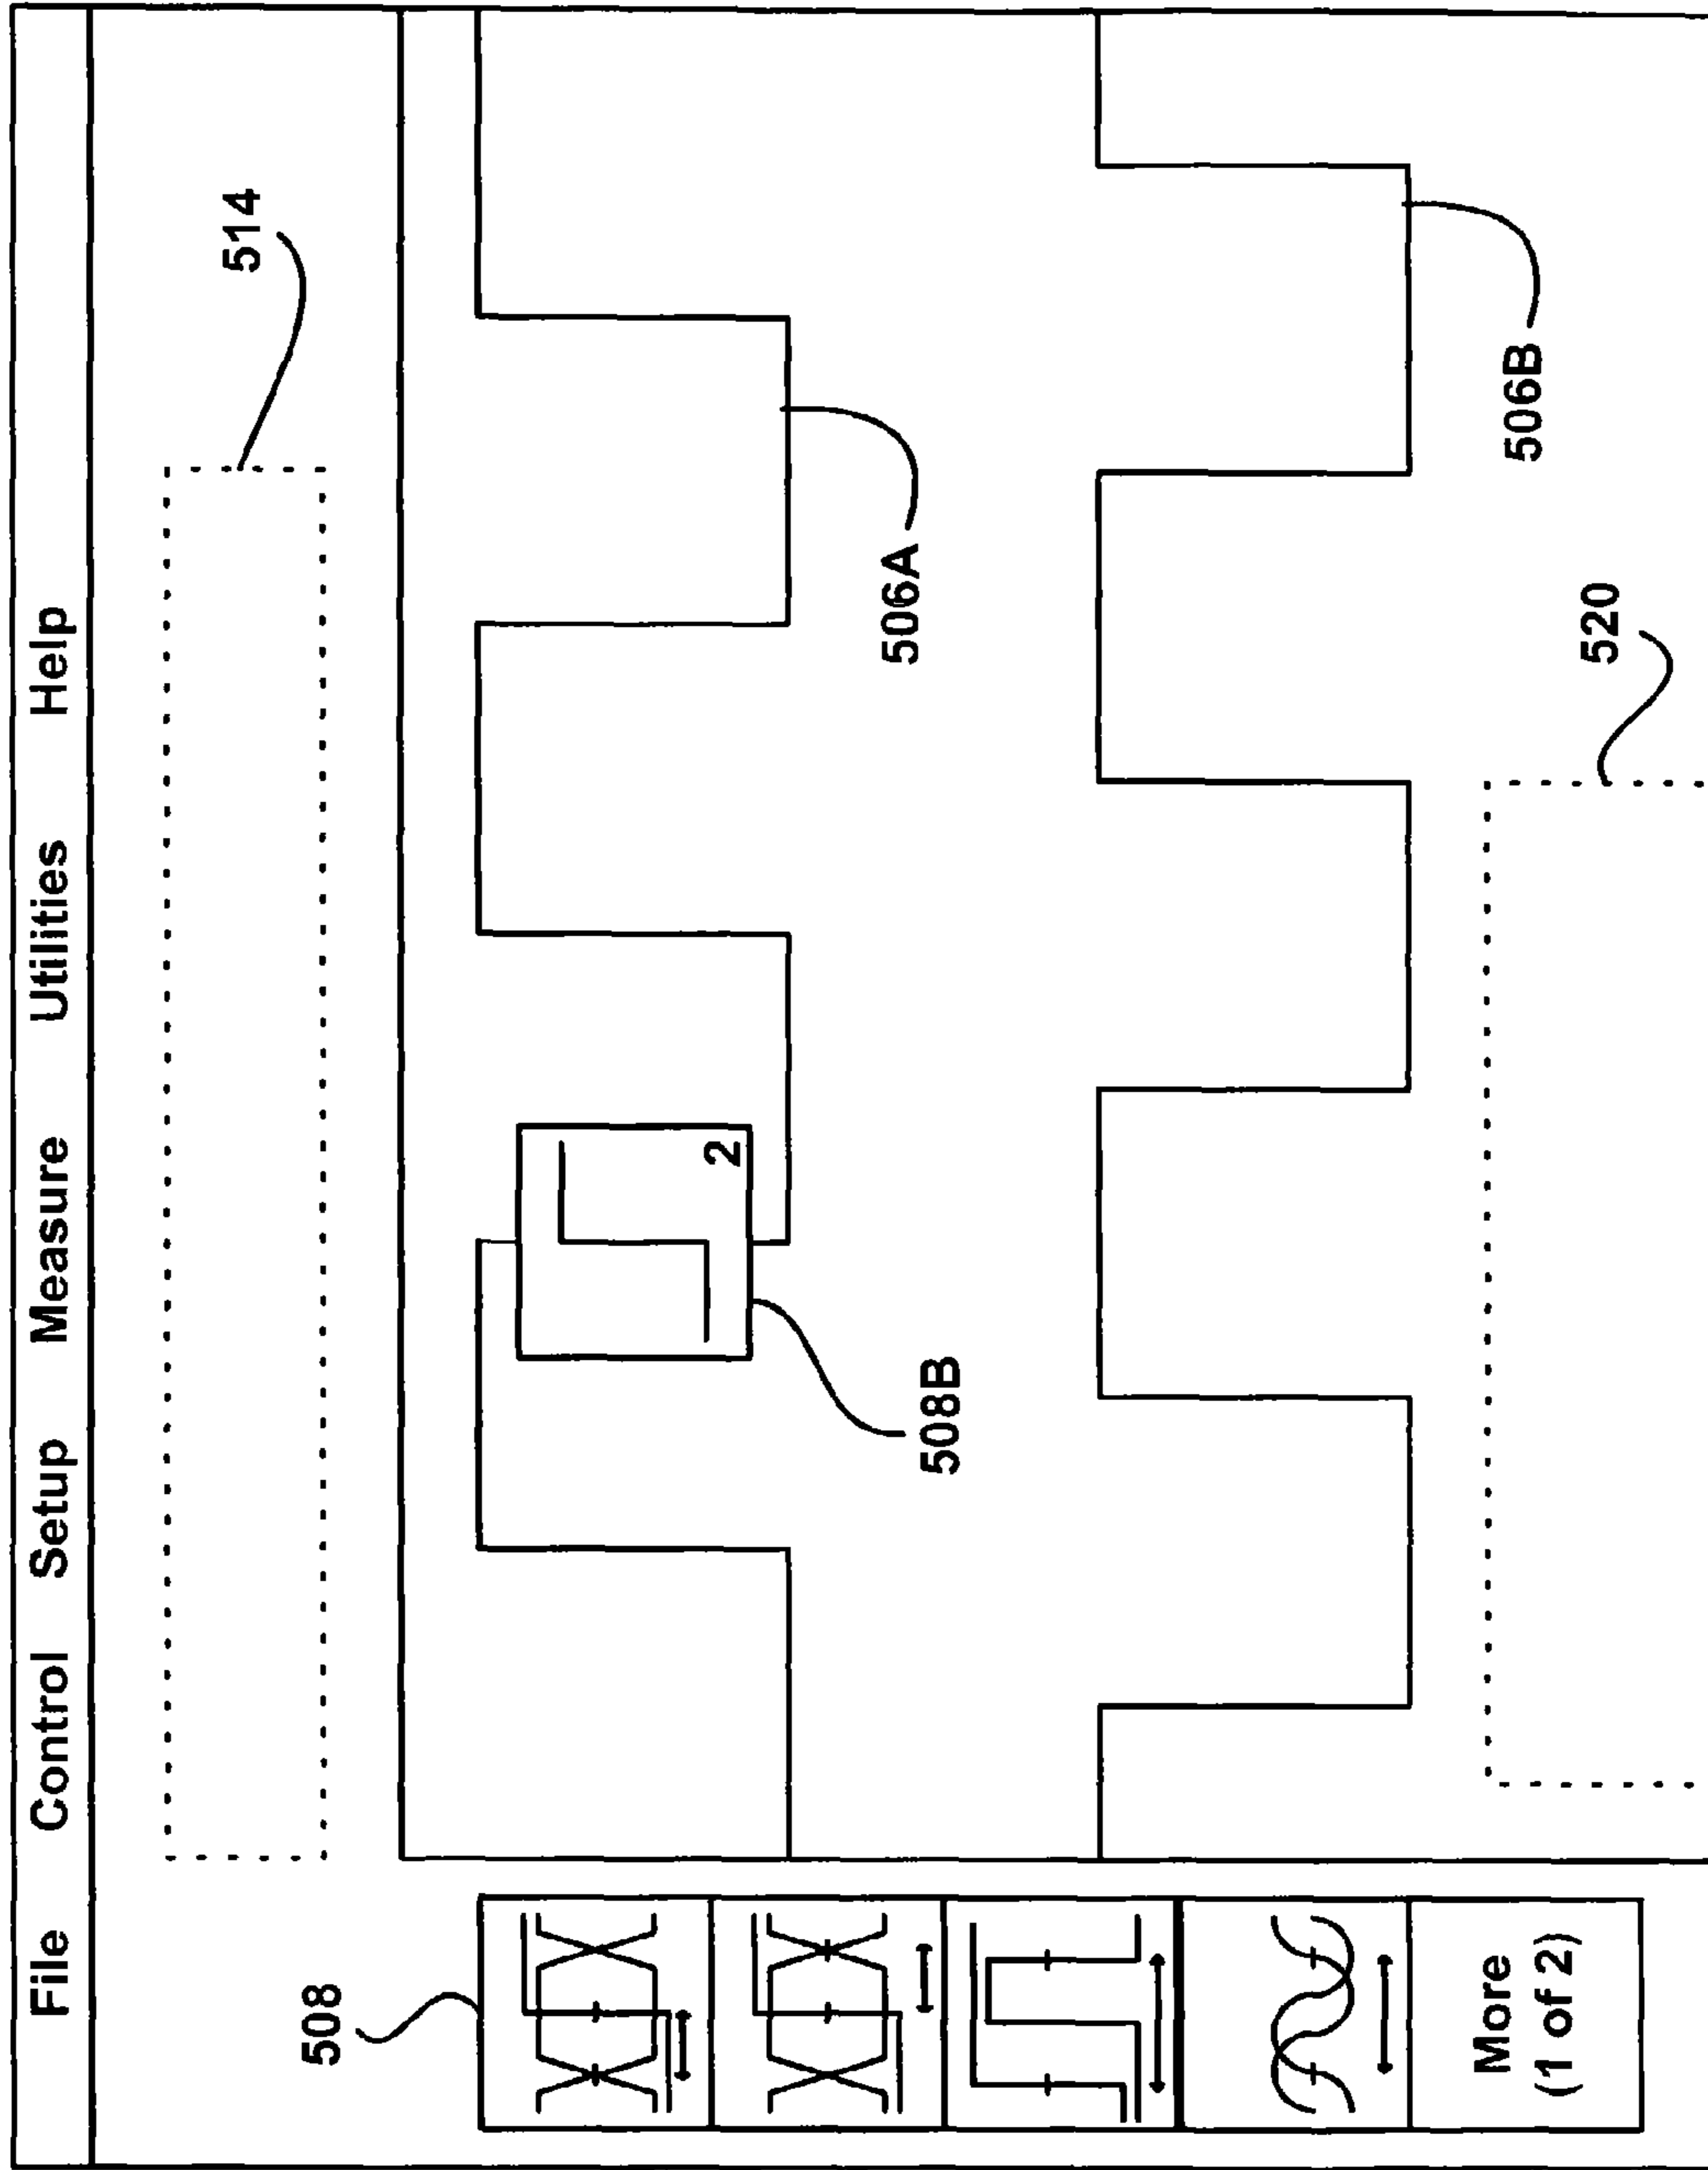 File Control Setup Measure Utilities Help
514
508
2
506A
508B
506B
520
More
(1 of 2)